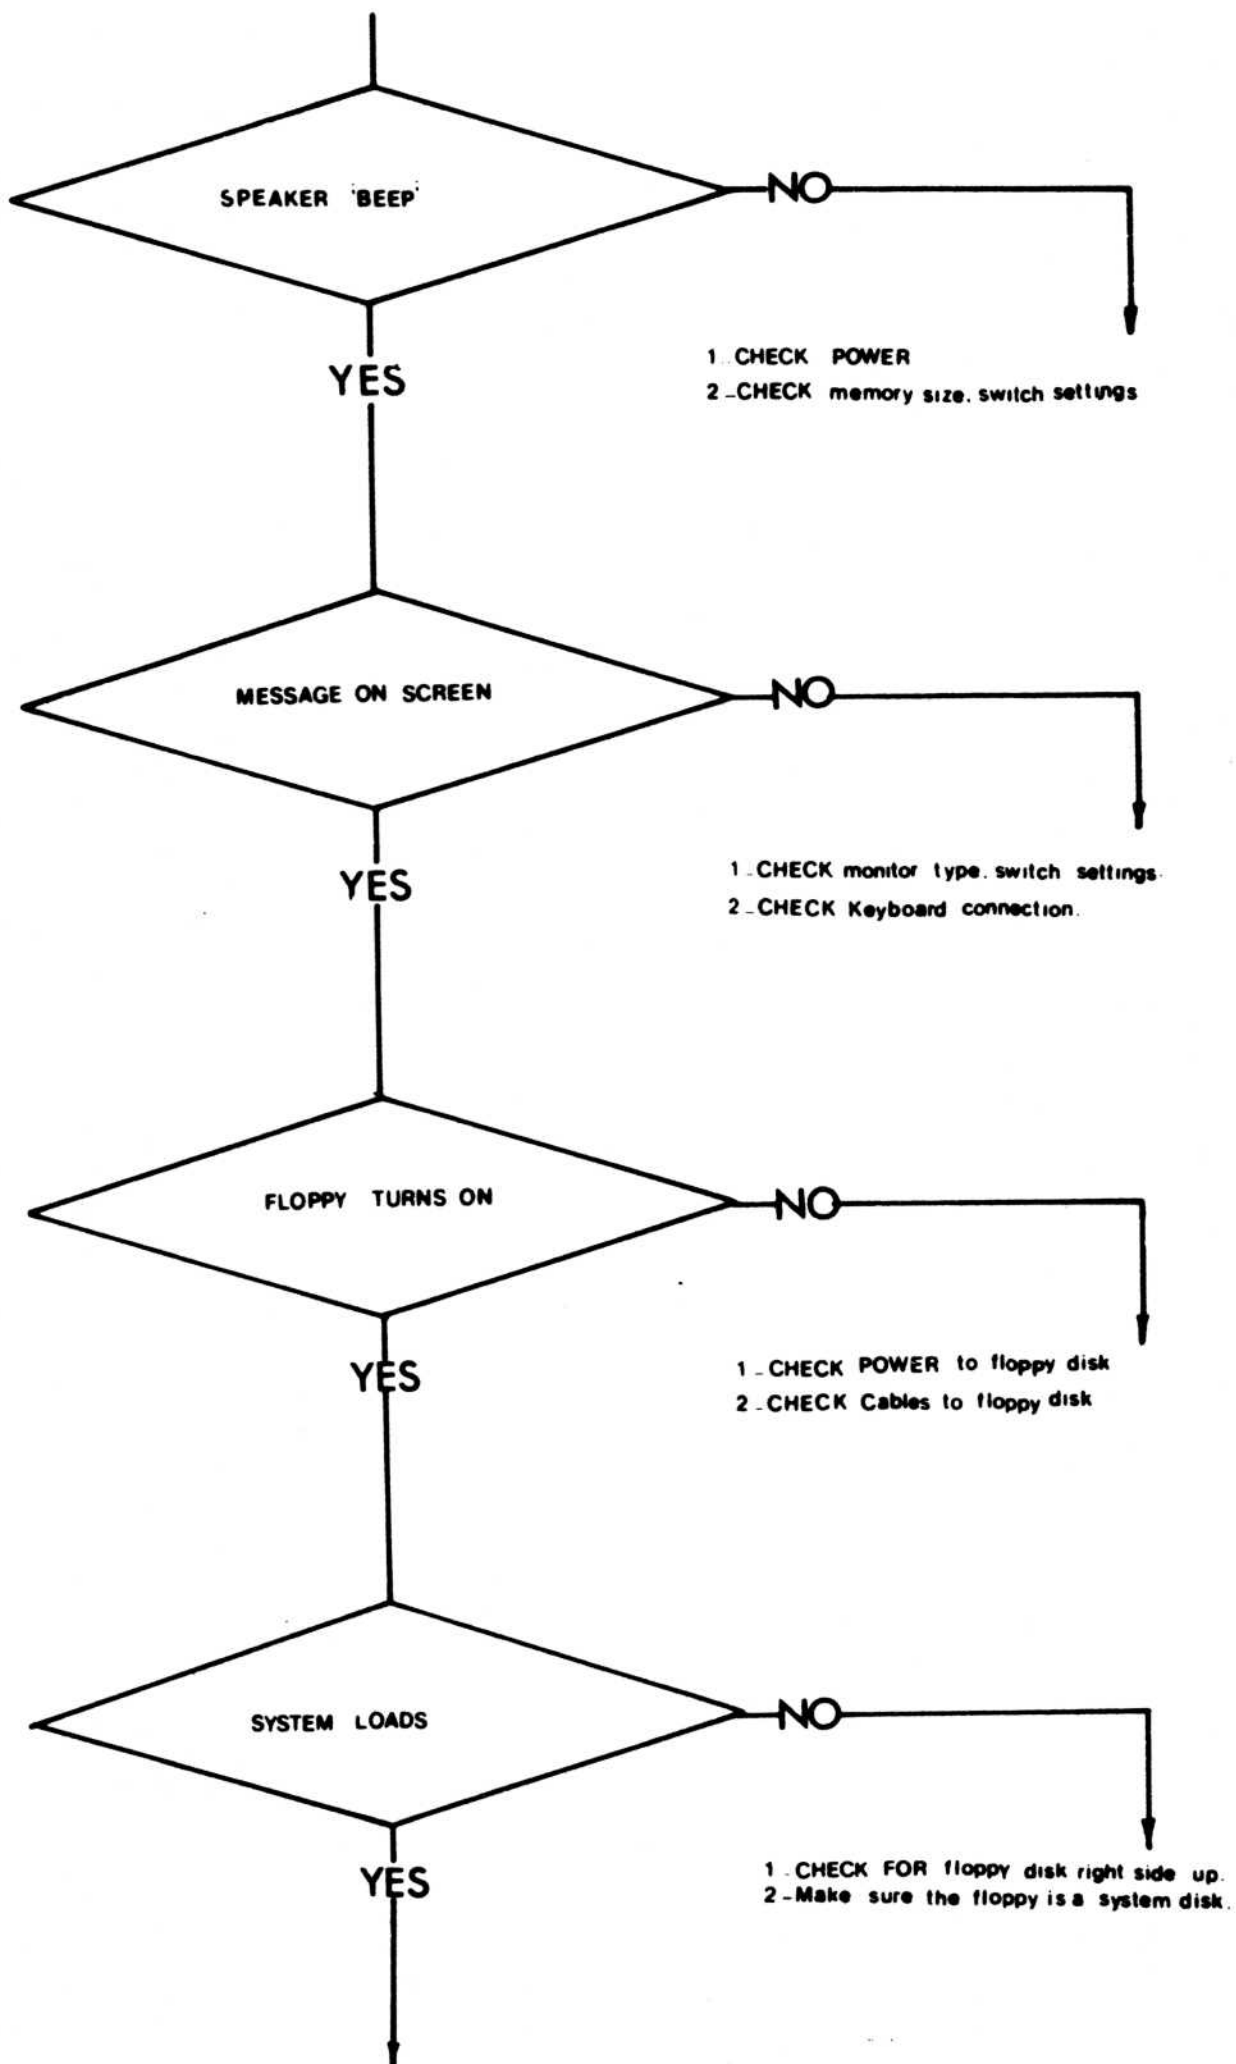 SPEAKER 'BEEP'
NO
1.CHECK POWER
2-CHECK memory size. switch settings
YES
MESSAGE ON SCREEN
NO
1-CHECK monitor type. switch settings.
2-CHECK Keyboard connection.
YES
FLOPPY TURNS ON
NO
1-CHECK POWER to floppy disk
2-CHECK Cables to floppy disk
YES
SYSTEM LOADS
NO
1-CHECK FOR floppy disk right side up.
2-Make sure the floppy is a system disk.
YES